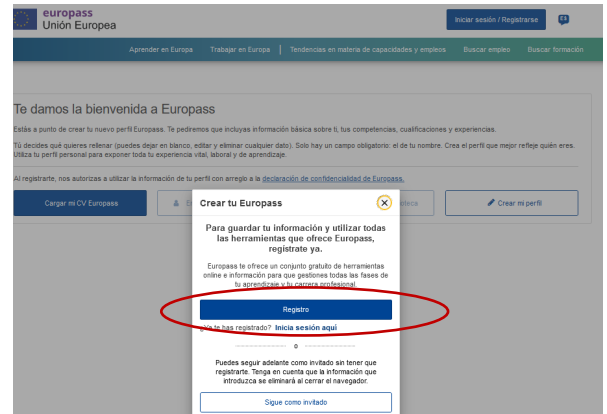 europass
Unión Europea
Iniciar sesión / Registrarse
ES
Aprender en Europa
Trabajar en Europa
Tendencias en materia de capacidades y empleos
Buscar empleo
Buscar formación
Te damos la bienvenida a Europass
Estás a punto de crear tu nuevo perfil Europass. Te pediremos que incluyas información básica sobre ti, tus competencias, cualificaciones y experiencias.
Tú decides qué quieres rellenar (puedes dejar en blanco, editar y eliminar cualquier dato). Solo hay un campo obligatorio: el de tu nombre. Crea el perfil que mejor refleje quién eres.
Utiliza tu perfil personal para exponer toda tu experiencia vital, laboral y de aprendizaje.
Al registrarte, nos autorizas a utilizar la información de tu perfil con arreglo a la declaración de confidencialidad de Europass.
Cargar mi CV Europass
Crear mi perfil
Crear tu Europass
Para guardar tu información y utilizar todas
las herramientas que ofrece Europass,
regístrate ya.
Europass te ofrece un conjunto gratuito de herramientas
online e información para que gestiones todas las fases de
tu aprendizaje y tu carrera profesional.
Registro
¿Ya te has registrado? Inicia sesión aquí
o
Puedes seguir adelante como invitado sin tener que
registrarte. Tenga en cuenta que la información que
introduzca se eliminará al cerrar el navegador.
Sigue como invitado